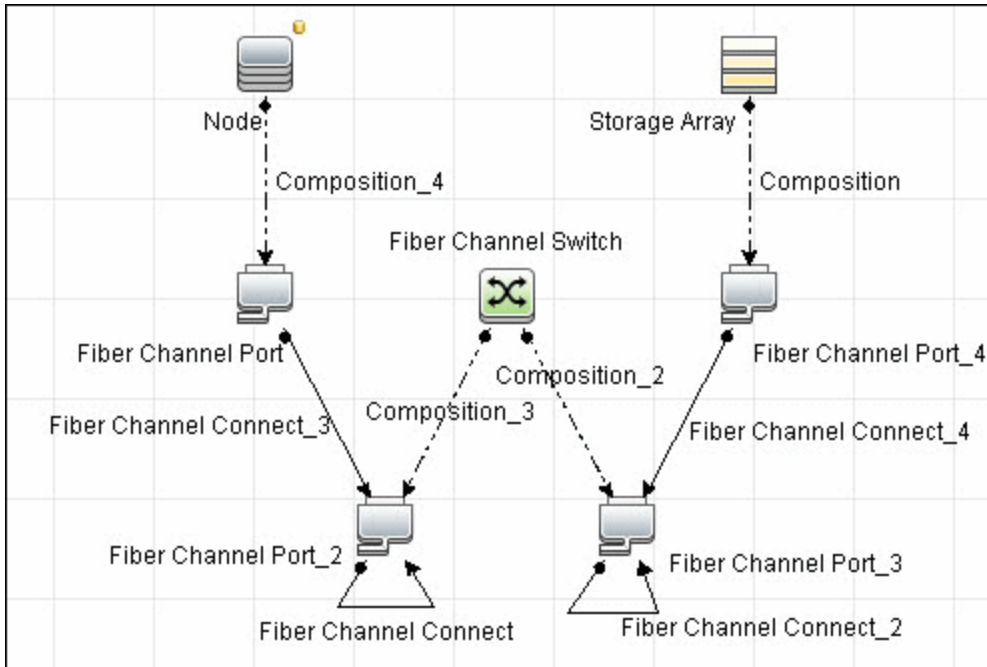 Node
Storage Array
Composition_4
Composition
Fiber Channel Switch
Fiber Channel Port
Composition_2
Fiber Channel Port_4
Composition_3
Fiber Channel Connect_3
Fiber Channel Connect_4
Fiber Channel Port_2
Fiber Channel Port_3
Fiber Channel Connect
Fiber Channel Connect_2